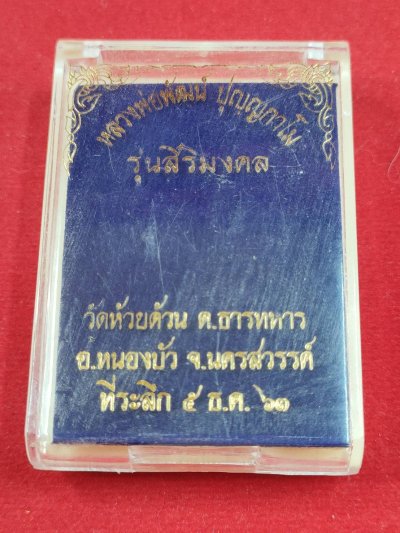 หลวงพ่อพัฒน์ ปุญญกาโม
รุ่นสิริมงคล
วัดห้วยด้วน ต.ธารทหาร
อ.หนองบัว จ.นครสวรรค์
ที่ระลึก ๕ ธ.ค. ๖๓